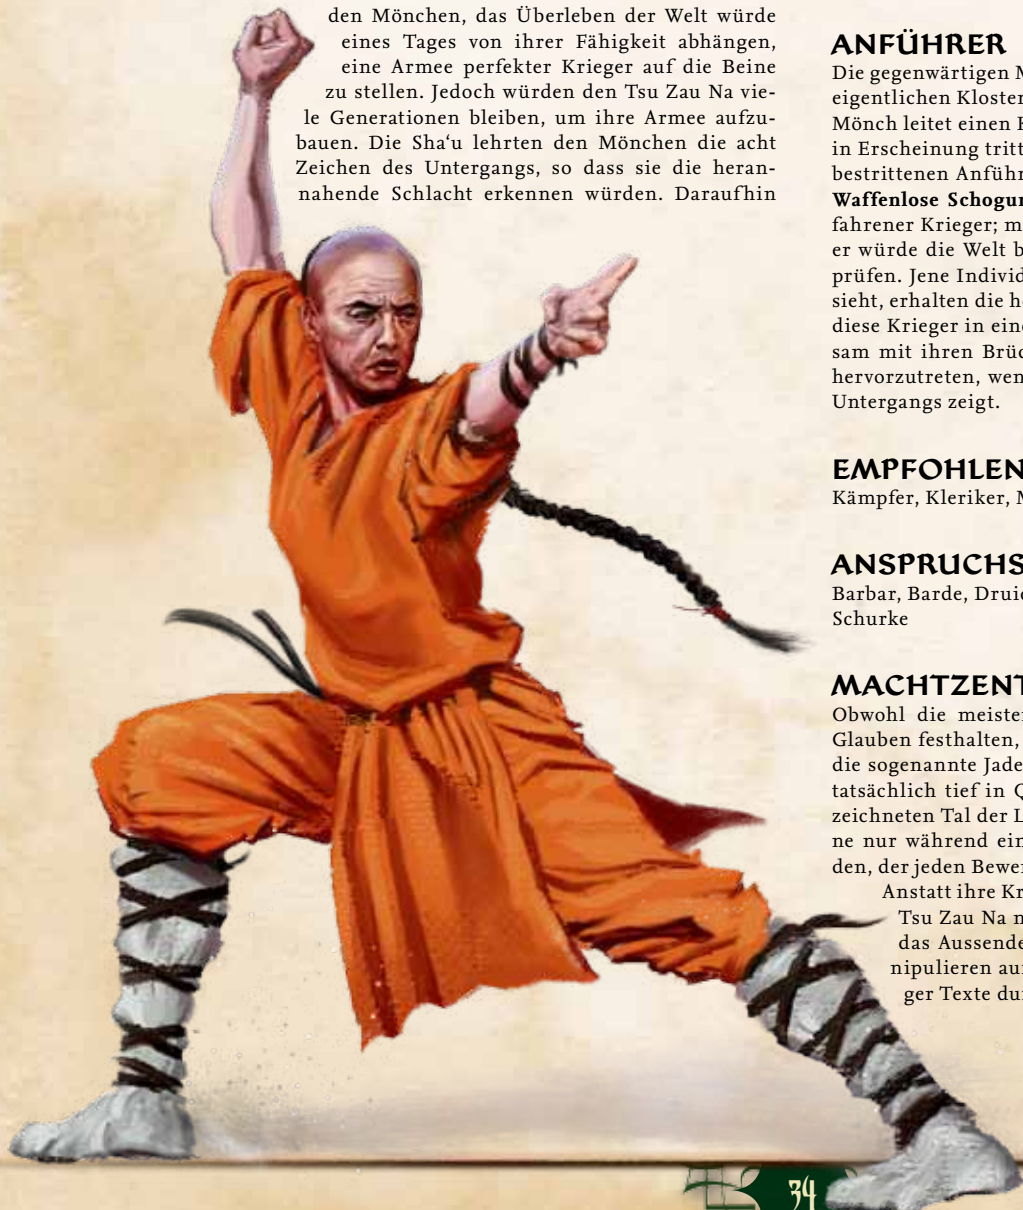 den Mönchen, das Überleben der Welt würde
eines Tages von ihrer Fähigkeit abhängen,
eine Armee perfekter Krieger auf die Beine
zu stellen. Jedoch würden den Tsu Zau Na vie-
le Generationen bleiben, um ihre Armee aufzu-
bauen. Die Sha‘u lehrten den Mönchen die acht
Zeichen des Untergangs, so dass sie die heran-
nahende Schlacht erkennen würden. Daraufhin
ANFÜHRER
Die gegenwärtigen
eigentlichen Kloster
Mönch leitet einen
in Erscheinung tritt
bestrittenen Anführ
Waffenlose Schogun
fahrener Krieger; m
er würde die Welt b
prüfen. Jene Individ
sieht, erhalten die h
diese Krieger in ein
sam mit ihren Brüd
hervorzutreten, wen
Untergangs zeigt.
EMPFOHLEN
Kämpfer, Kleriker, M
ANSPRUCHS
Barbar, Barde, Druid
Schurke
MACHTZENT
Obwohl die meisten
Glauben festhalten,
die sogenannte Jade
tatsächlich tief in Q
zeichneten Tal der L
ne nur während ein
den, der jeden Bewer
Anstatt ihre Kr
Tsu Zau Na n
das Aussende
nipulieren au
ger Texte du
34